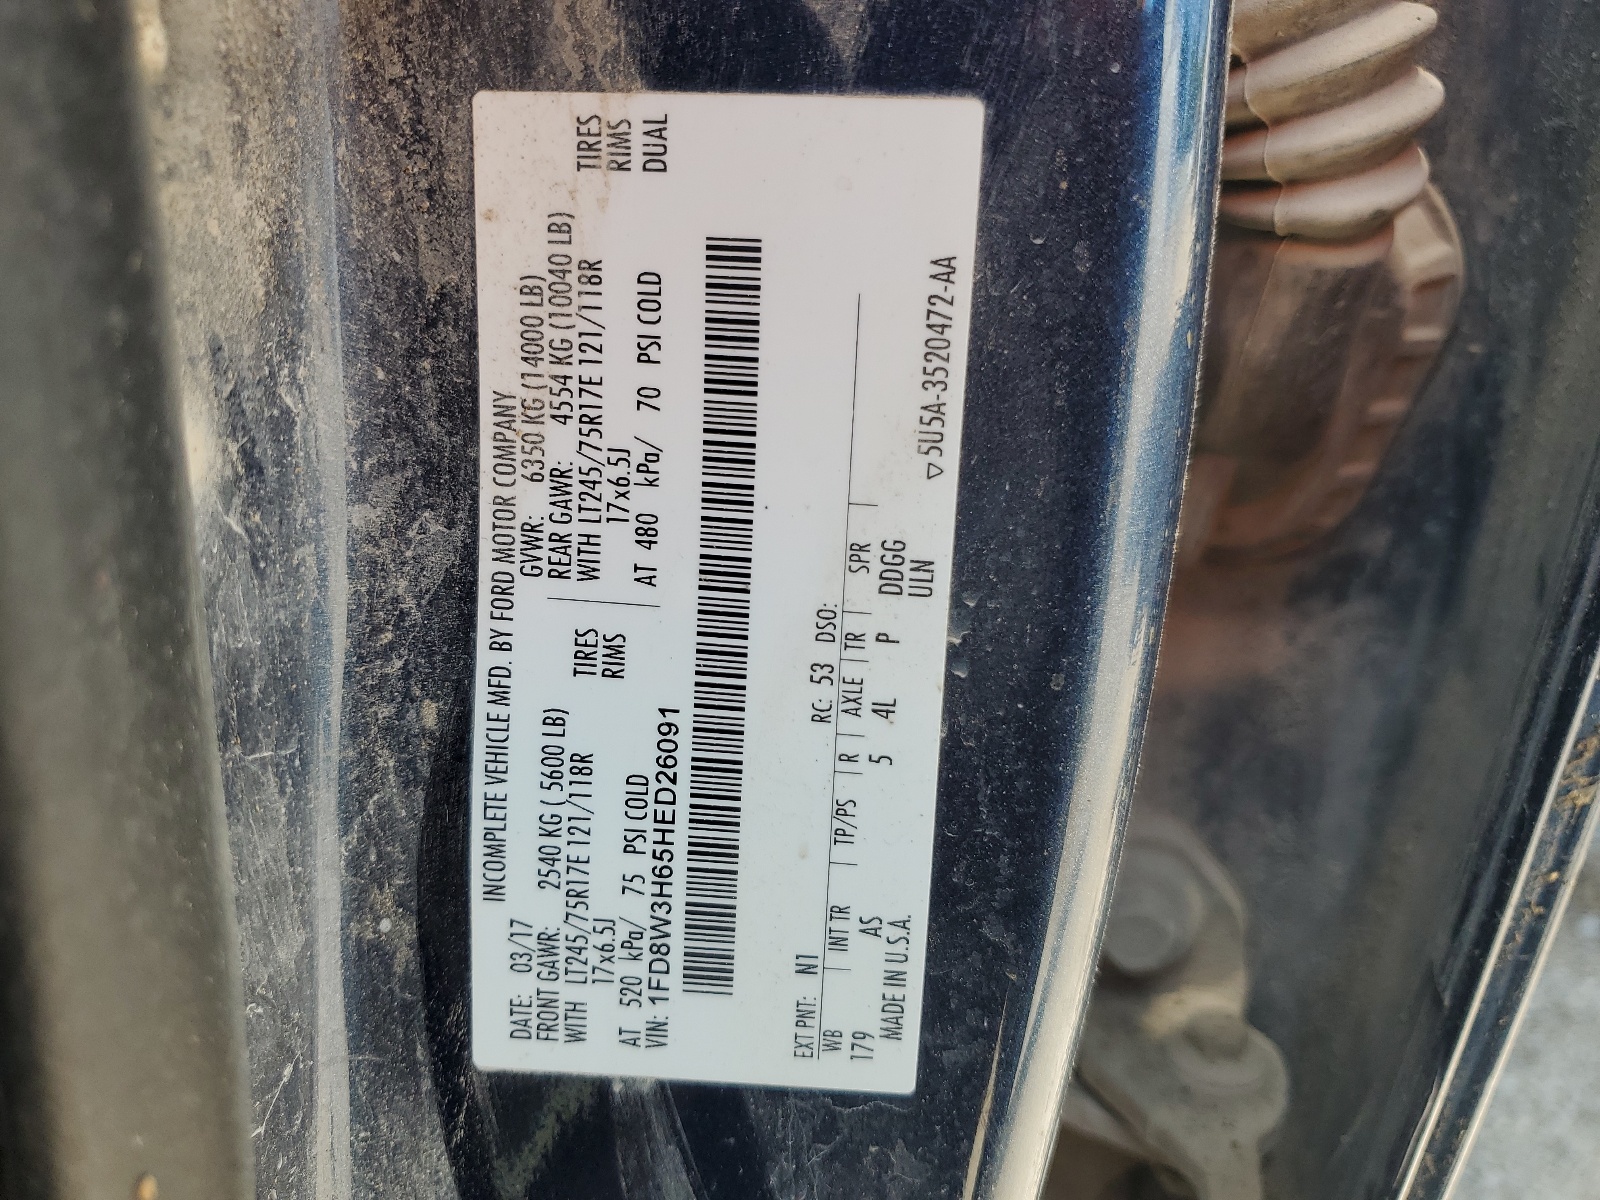 INCOMPLETE VEHICLE MFD. BY FORD MOTOR COMPANY
DATE: 03/17 GVWR: 6350 KG (14000 LB)
FRONT GAWR: 2540 KG (5600 LB) REAR GAWR: 4554 KG (10040 LB)
WITH LT245/75R17E 121/118R TIRES WITH LT245/75R17E 121/118R TIRES
17x6.5J RIMS 17x6.5J RIMS
AT 520 kPa/ 75 PSI COLD AT 480 kPa/ 70 PSI COLD DUAL
VIN: 1FD8W3H65HED26091
EXT PNT: N1 RC: 53 DSO:
WB INT TR TP/PS R AXLE TR SPR
179 AS 5 4L P DDGG
MADE IN U.S.A. ULN
▽5U5A-3520472-AA